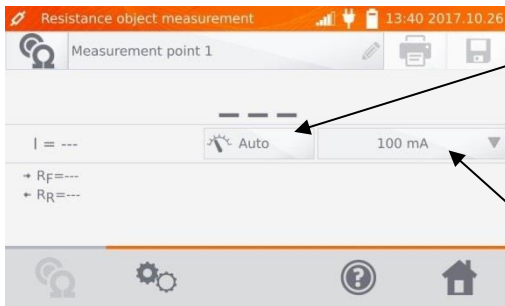 Resistance object measurement 13:40 2017.10.26
Measurement point 1
---
I = --- Auto 100 mA
→ RF=---
← RR=---